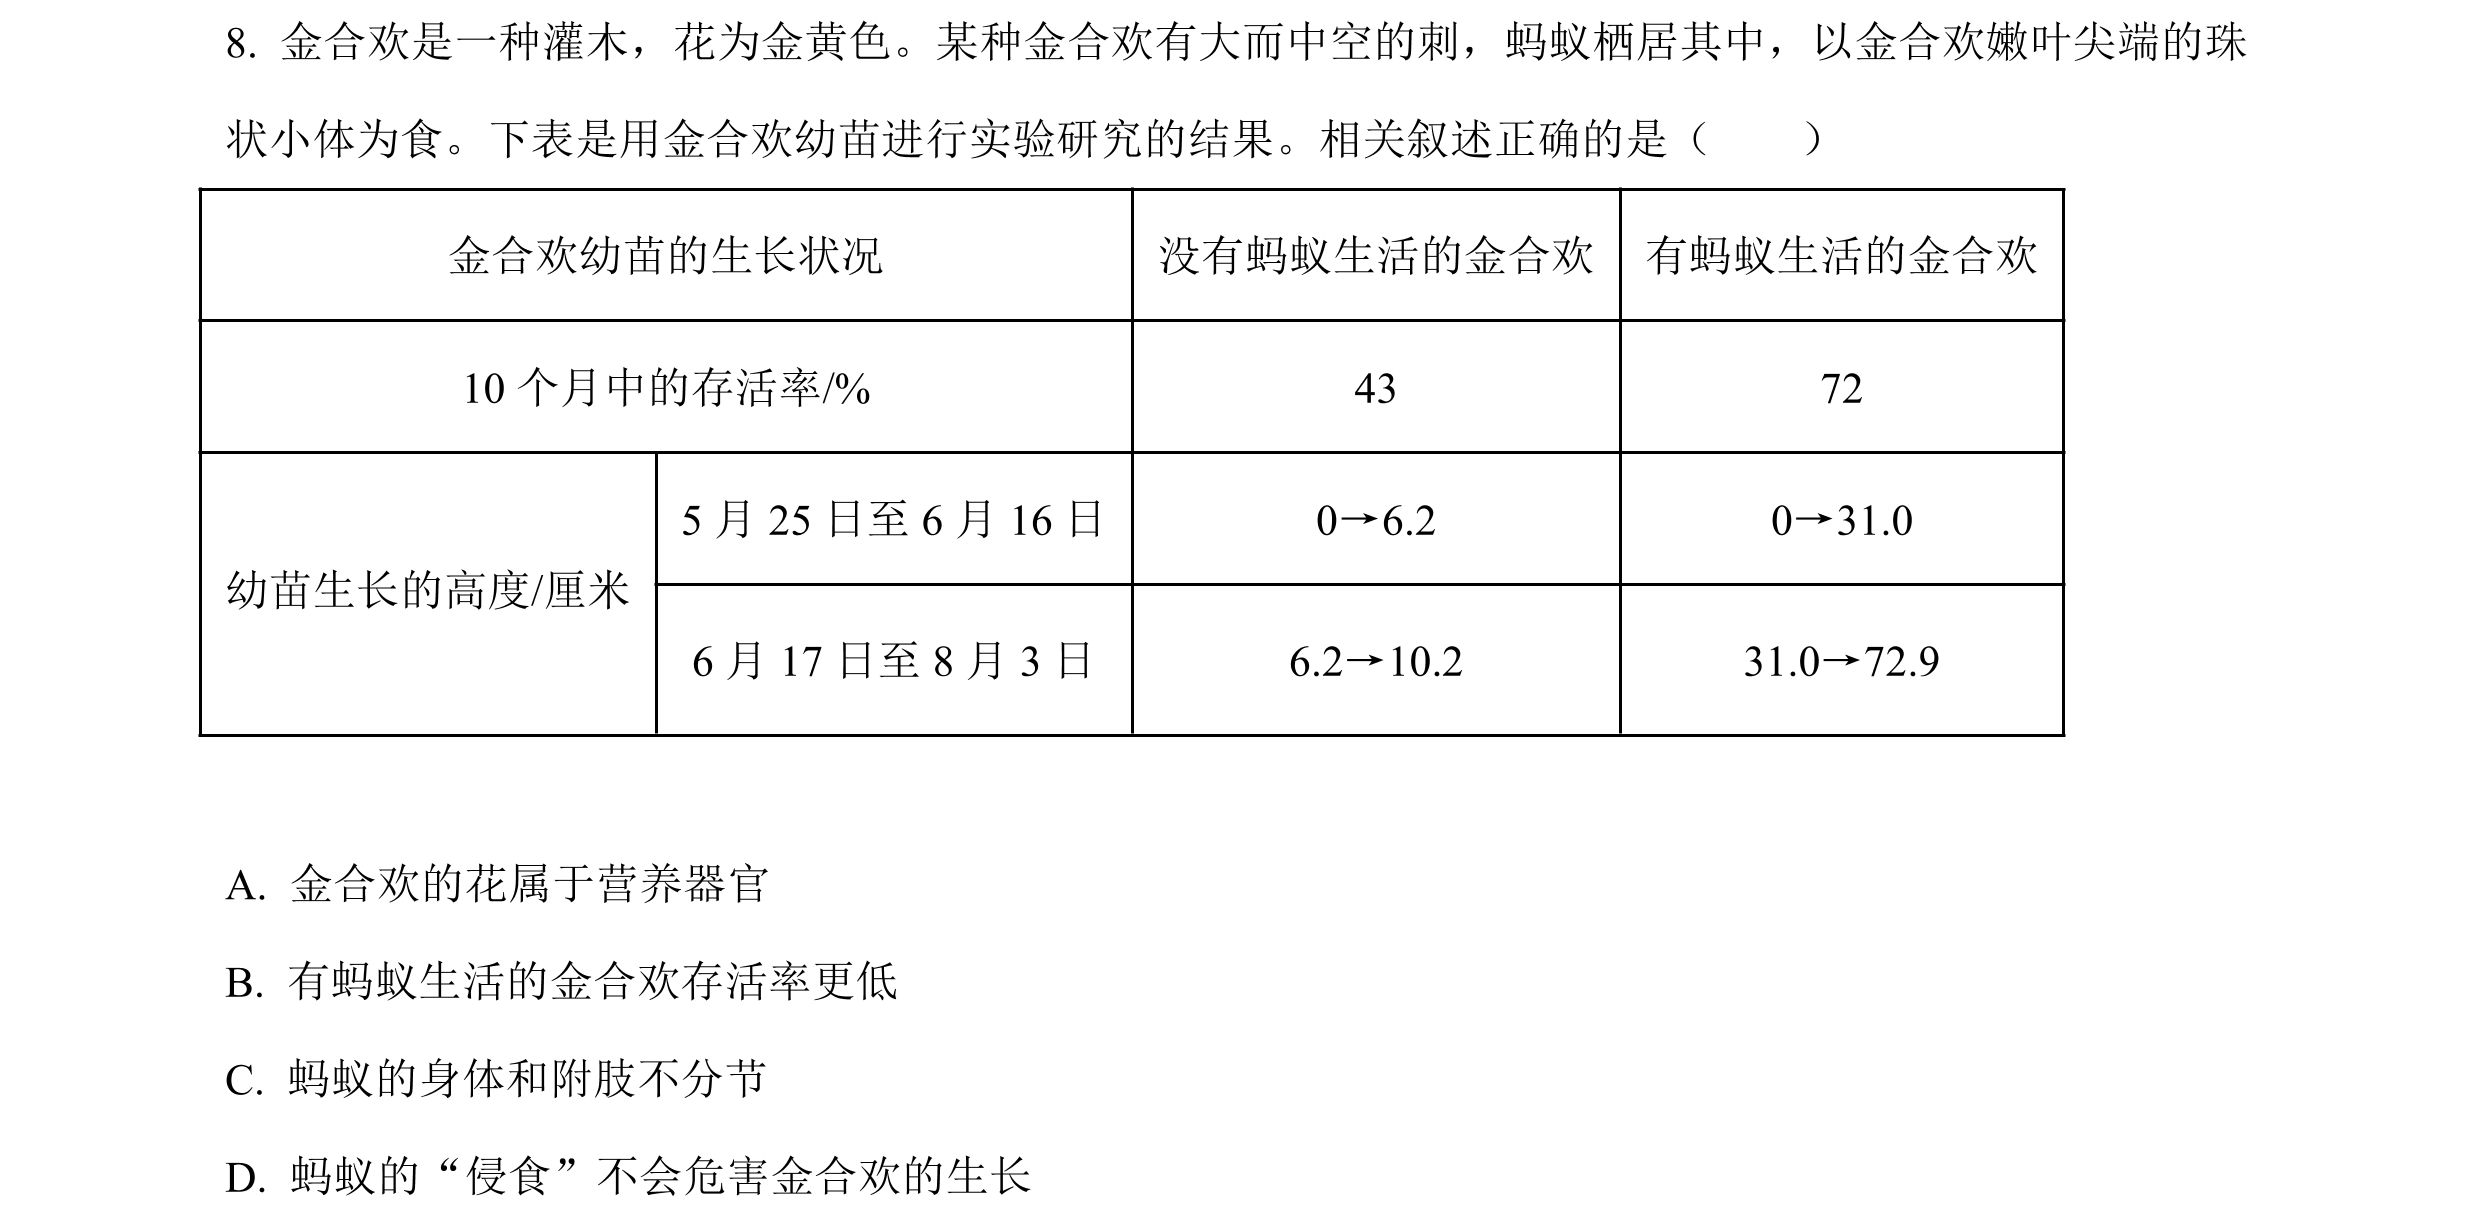 8. 金合欢是一种灌木，花为金黄色。某种金合欢有大而中空的刺，蚂蚁栖居其中，以金合欢嫩叶尖端的珠
状小体为食。下表是用金合欢幼苗进行实验研究的结果。相关叙述正确的是（　　）
金合欢幼苗的生长状况 没有蚂蚁生活的金合欢 有蚂蚁生活的金合欢
10 个月中的存活率/% 43 72
幼苗生长的高度/厘米 5 月 25 日至 6 月 16 日 0→6.2 0→31.0
6 月 17 日至 8 月 3 日 6.2→10.2 31.0→72.9
A. 金合欢的花属于营养器官
B. 有蚂蚁生活的金合欢存活率更低
C. 蚂蚁的身体和附肢不分节
D. 蚂蚁的“侵食”不会危害金合欢的生长